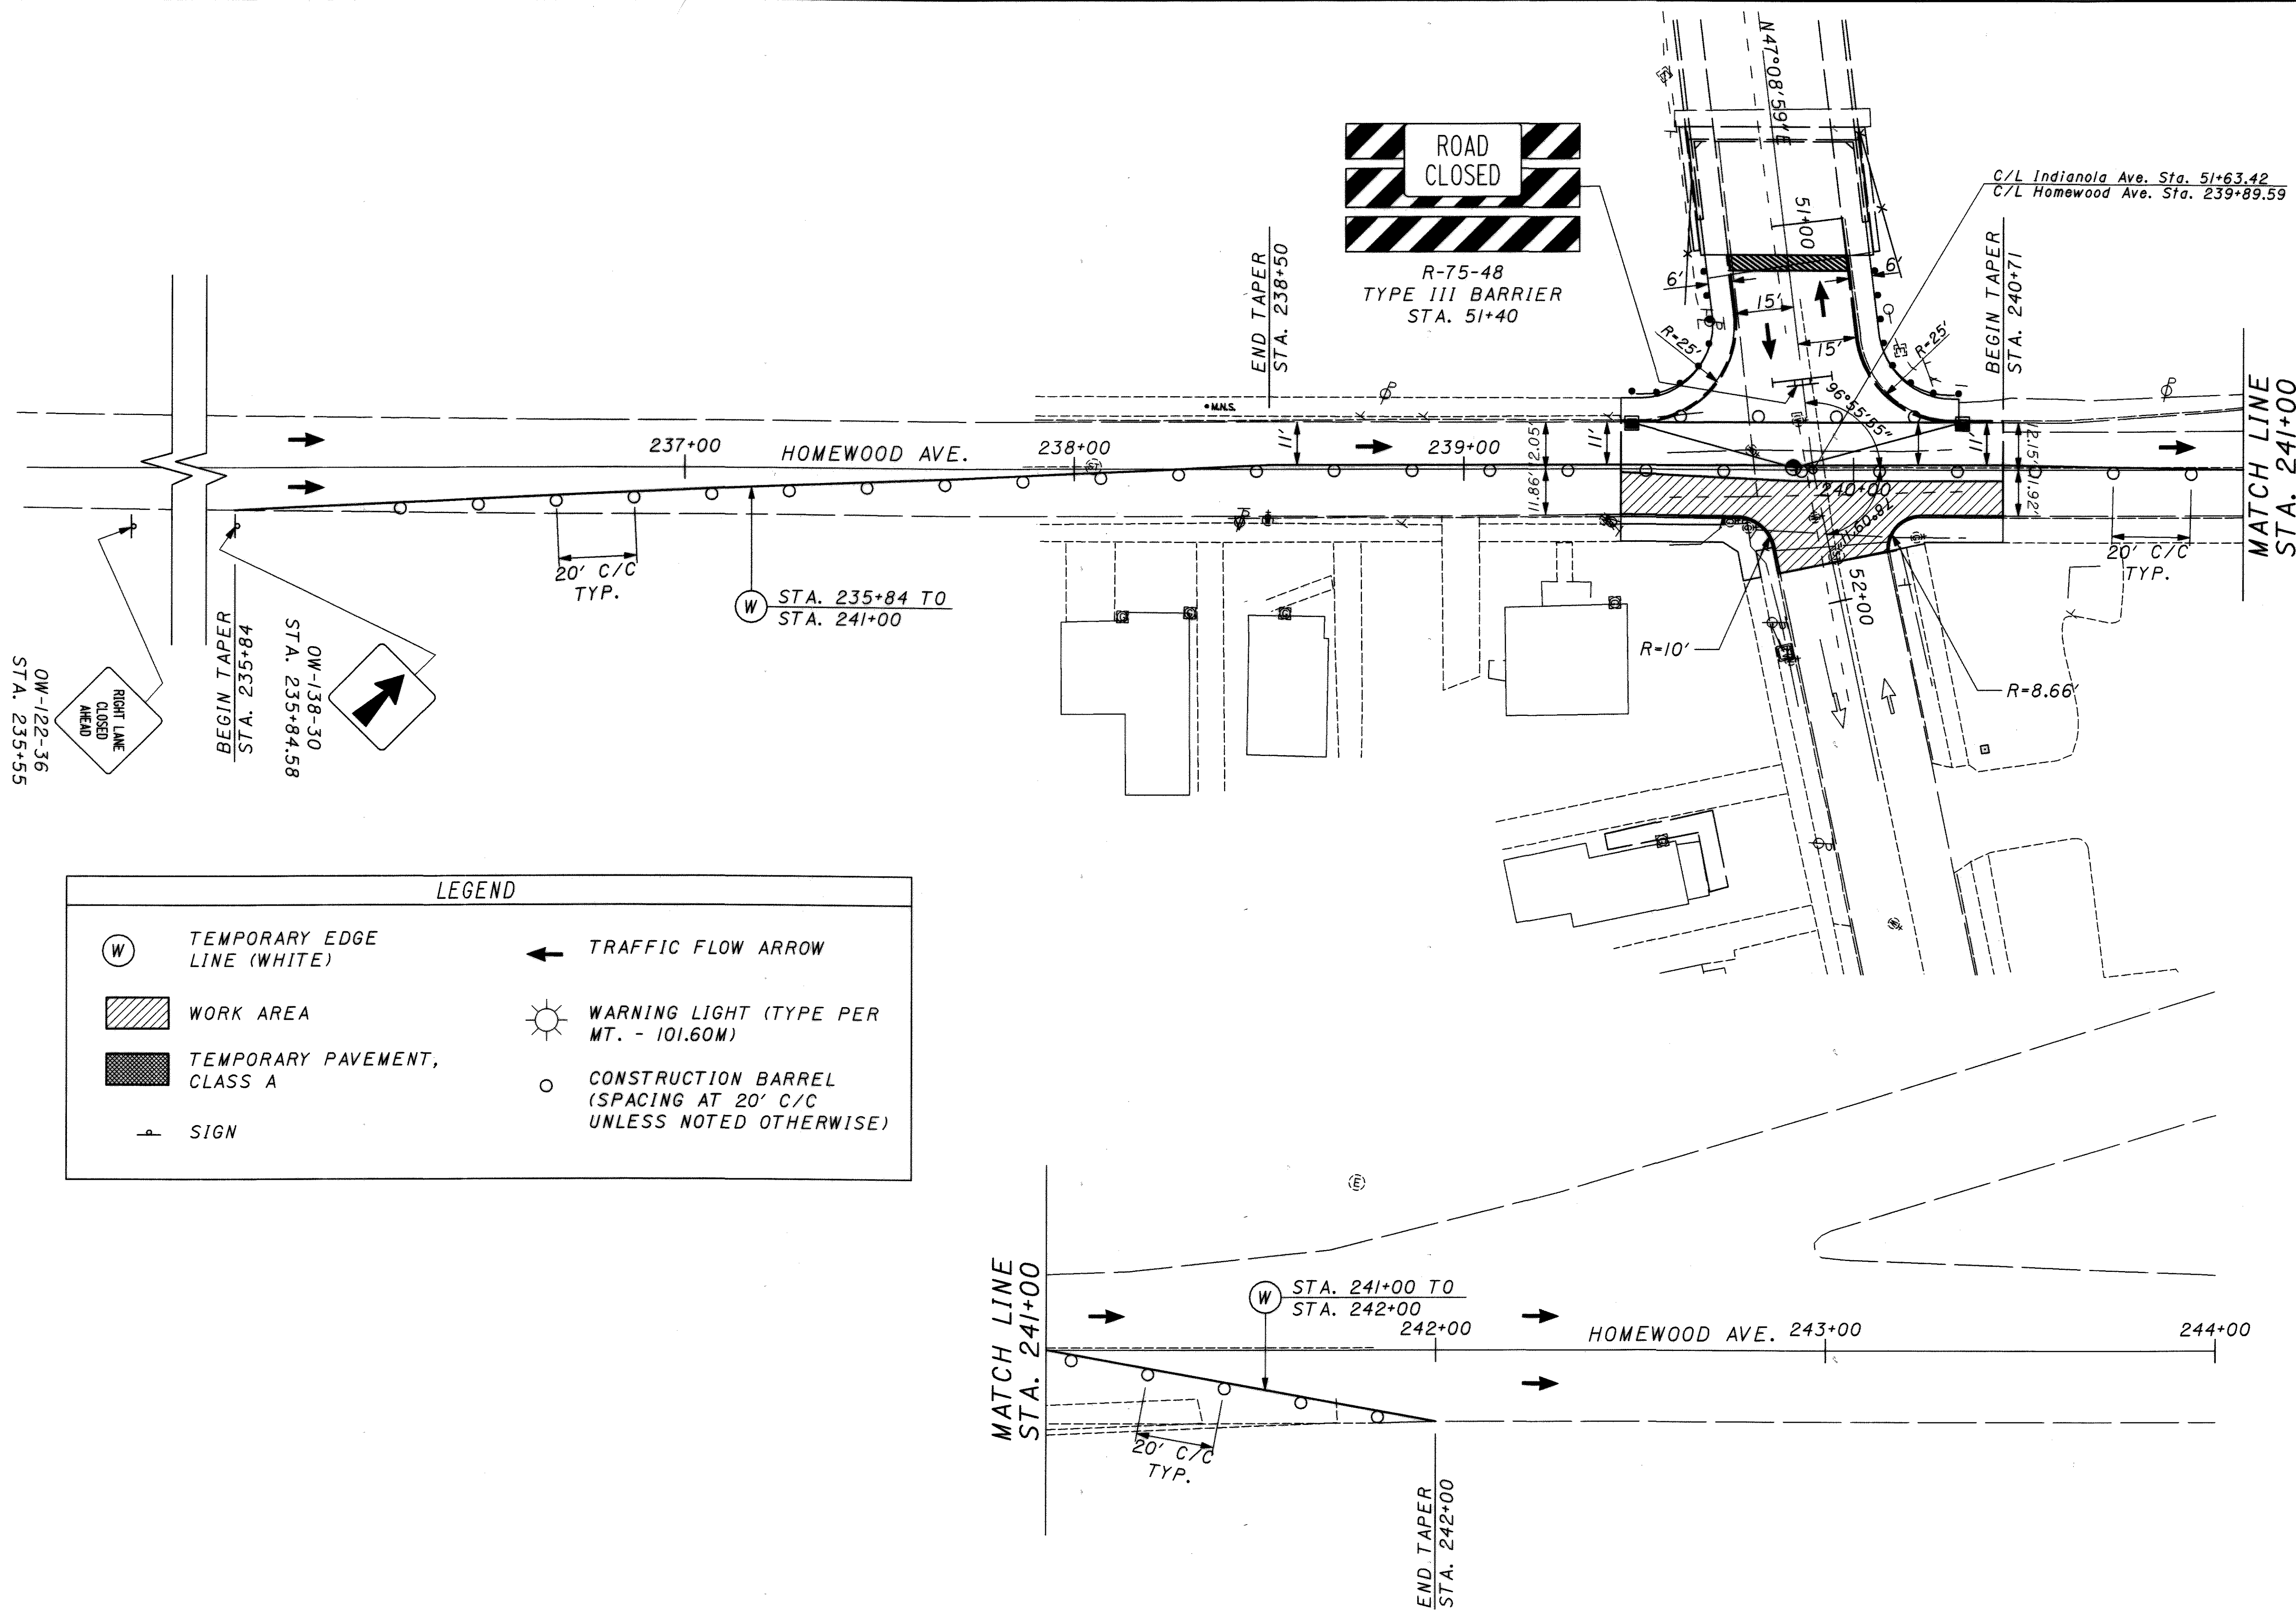 N47°08'59"E
ROAD
CLOSED
R-75-48
TYPE III BARRIER
STA. 51+40
C/L Indianola Ave. Sta. 51+63.42
C/L Homewood Ave. Sta. 239+89.59
51+00
6'
6'
15'
15'
R=25'
R=25'
END TAPER
STA. 238+50
BEGIN TAPER
STA. 240+71
MATCH LINE
STA. 241+00
96°55'55"
M.N.S.
237+00
HOMEWOOD AVE.
238+00
11'
239+00
12.05'
11.86'
11'
11'
12.15'
11.92'
240+00
52+00
20' C/C
TYP.
20' C/C
TYP.
W
STA. 235+84 TO
STA. 241+00
R=10'
R=8.66'
BEGIN TAPER
STA. 235+84
OW-138-30
STA. 235+84.58
RIGHT LANE
CLOSED
AHEAD
OW-122-36
STA. 235+55
LEGEND
W
TEMPORARY EDGE
LINE (WHITE)
WORK AREA
TEMPORARY PAVEMENT,
CLASS A
SIGN
TRAFFIC FLOW ARROW
WARNING LIGHT (TYPE PER
MT. - 101.60M)
CONSTRUCTION BARREL
(SPACING AT 20' C/C
UNLESS NOTED OTHERWISE)
E
MATCH LINE
STA. 241+00
W
STA. 241+00 TO
STA. 242+00
242+00
HOMEWOOD AVE.
243+00
244+00
20' C/C
TYP.
END TAPER
STA. 242+00